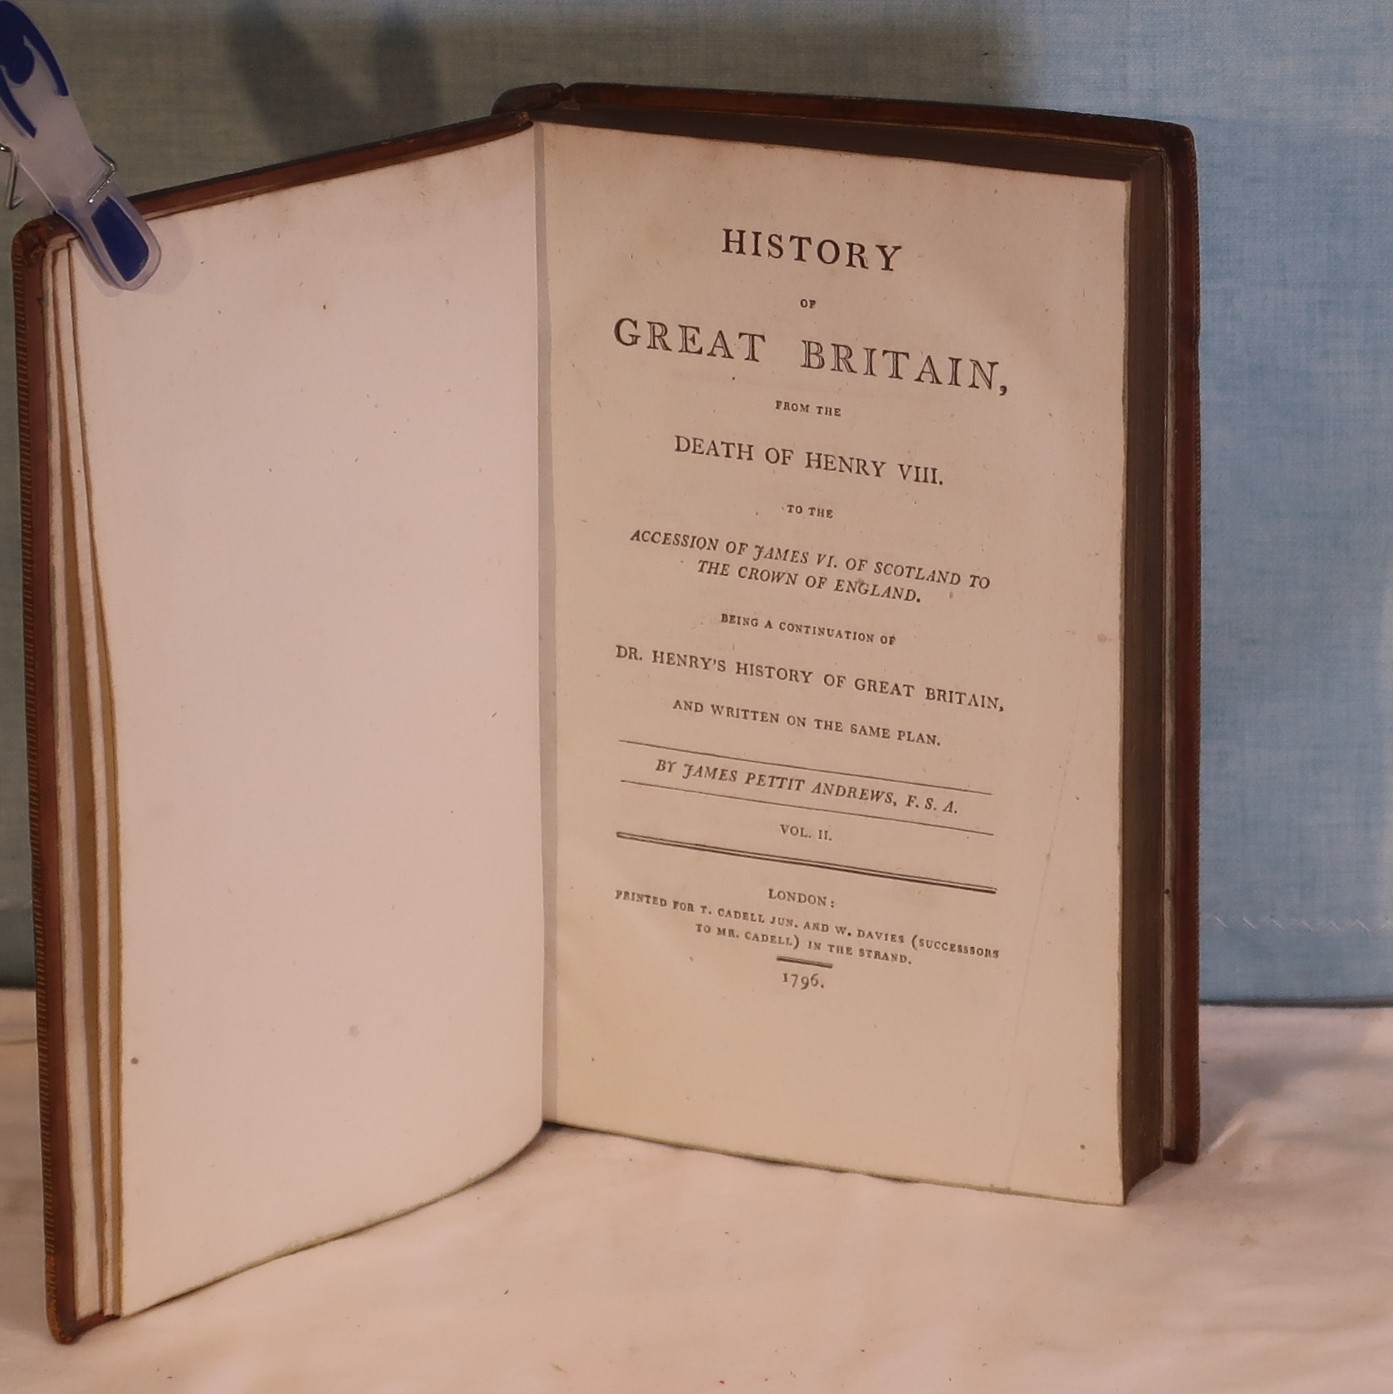 HISTORY
OF
GREAT BRITAIN,
FROM THE
DEATH OF HENRY VIII.
TO THE
ACCESSION OF JAMES VI. OF SCOTLAND TO
THE CROWN OF ENGLAND.
BEING A CONTINUATION OF
DR. HENRY'S HISTORY OF GREAT BRITAIN,
AND WRITTEN ON THE SAME PLAN.
BY JAMES PETTIT ANDREWS, F. S. A.
VOL. II.
LONDON:
PRINTED FOR T. CADELL JUN. AND W. DAVIES (SUCCESSSORS
TO MR. CADELL) IN THE STRAND.
1796.